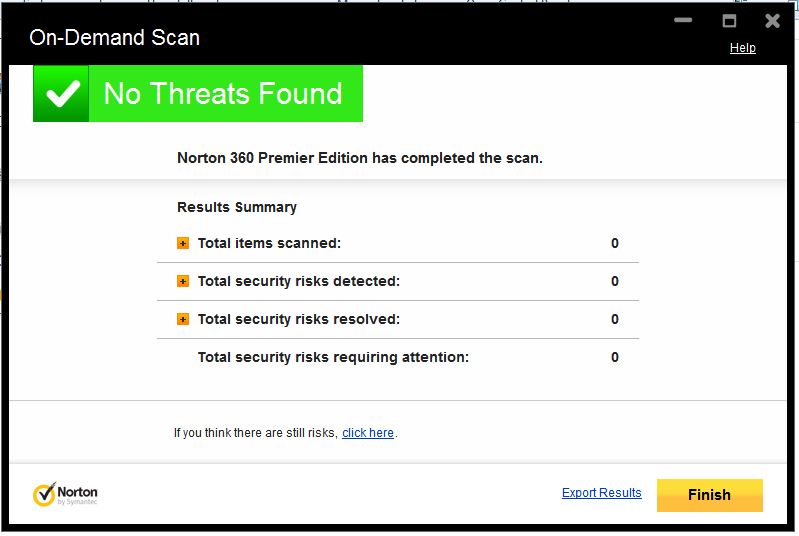 On-Demand Scan
Help
No Threats Found
Norton 360 Premier Edition has completed the scan.
Results Summary
Total items scanned: 0
Total security risks detected: 0
Total security risks resolved: 0
Total security risks requiring attention: 0
If you think there are still risks, click here.
Norton
by Symantec
Export Results
Finish